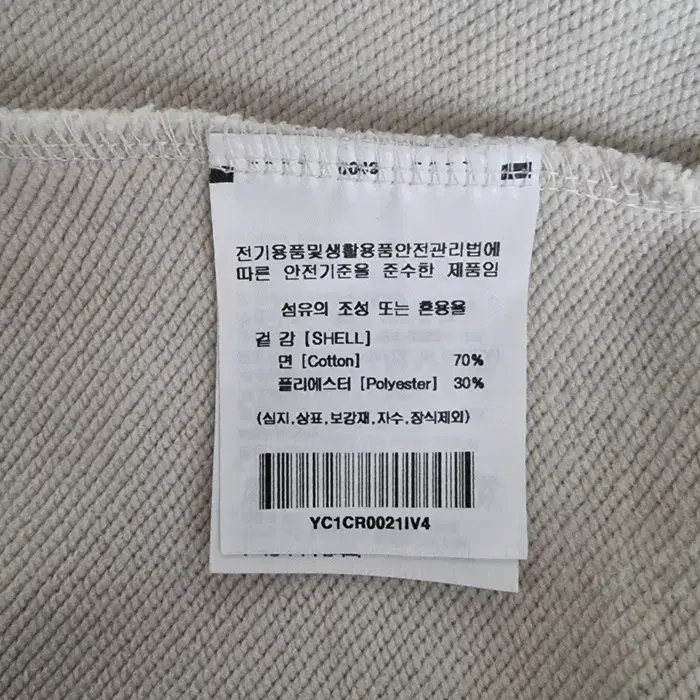 전기용품및생활용품안전관리법에
따른 안전기준을 준수한 제품임
섬유의 조성 또는 혼용율
겉 감 [SHELL]
면 [Cotton] 70%
폴리에스터 [Polyester] 30%
(심지,상표,보강재,자수,장식제외)
YC1CR0021IV4